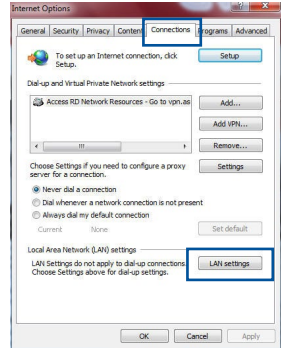 Internet Options
General Security Privacy Content Connections Programs Advanced
To set up an Internet connection, click
Setup.
Setup
Dial-up and Virtual Private Network settings
Access RD Network Resources - Go to vpn.as
Add...
Add VPN...
Remove...
Choose Settings if you need to configure a proxy
server for a connection.
Settings
Never dial a connection
Dial whenever a network connection is not present
Always dial my default connection
Current None
Set default
Local Area Network (LAN) settings
LAN Settings do not apply to dial-up connections.
Choose Settings above for dial-up settings.
LAN settings
OK Cancel Apply